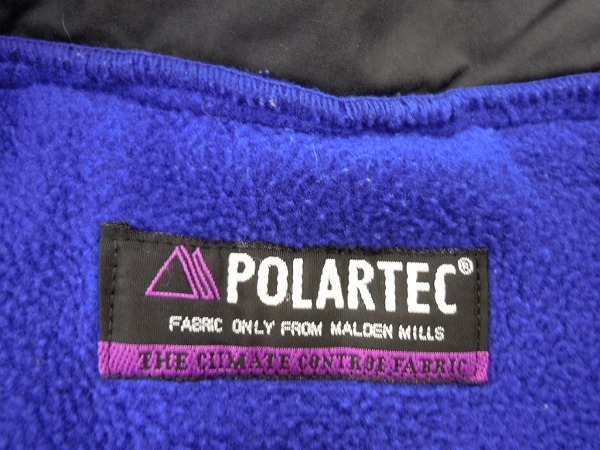 POLARTEC®
FABRIC ONLY FROM MALDEN MILLS
THE CLIMATE CONTROL FABRIC